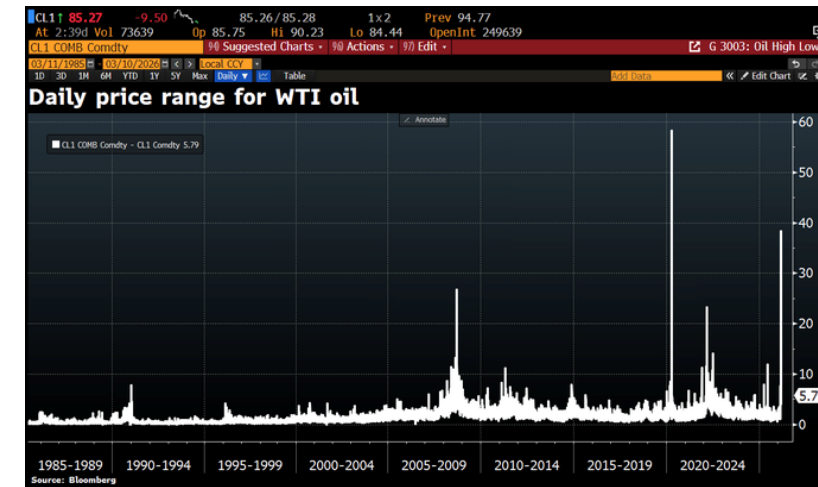 CL1↑ 85.27 -9.50 85.26/85.28 1x2 Prev 94.77
At 2:39d Vol 73639 Op 85.75 Hi 90.23 Lo 84.44 OpenInt 249639
CL1 COMB Comdty 94) Suggested Charts 96) Actions 97) Edit G 3003: Oil High Low
03/11/1985 - 03/10/2026 Local CCY
1D 3D 1M 6M YTD 1Y 5Y Max Daily ▼ Table Add Data « Edit Chart
Daily price range for WTI oil
Annotate
CL1 COMB Comdty - CL1 Comdty 5.79
60
50
40
30
20
10
5.7
0
1985-1989 1990-1994 1995-1999 2000-2004 2005-2009 2010-2014 2015-2019 2020-2024
Source: Bloomberg